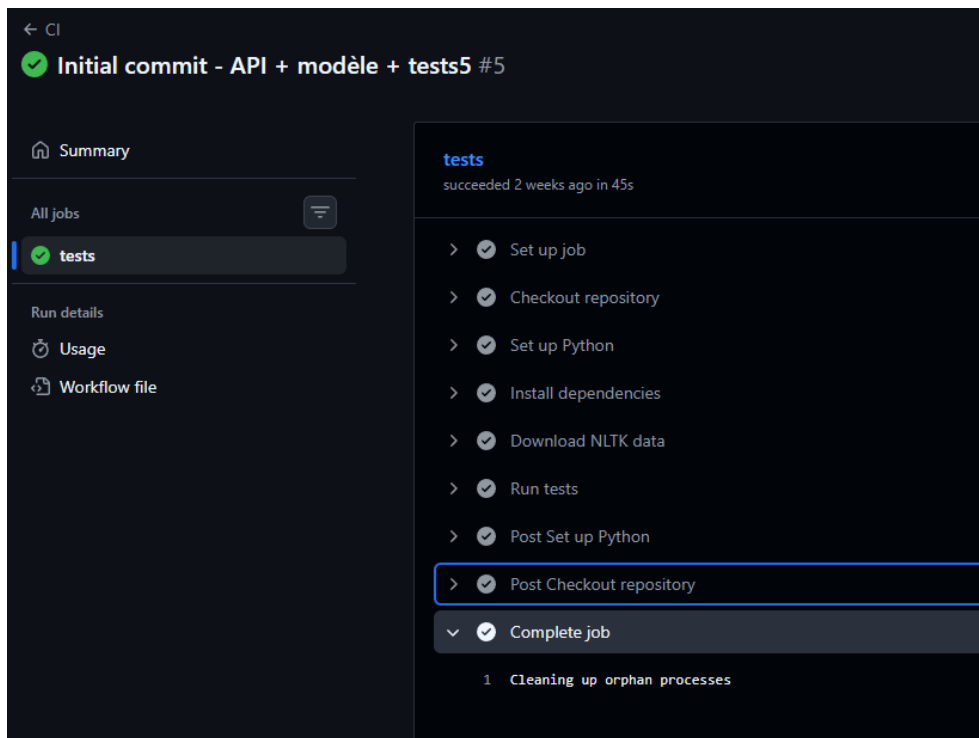 ← CI
Initial commit - API + modèle + tests5 #5
Summary
All jobs
tests
Run details
Usage
Workflow file
tests
succeeded 2 weeks ago in 45s
Set up job
Checkout repository
Set up Python
Install dependencies
Download NLTK data
Run tests
Post Set up Python
Post Checkout repository
Complete job
1 Cleaning up orphan processes